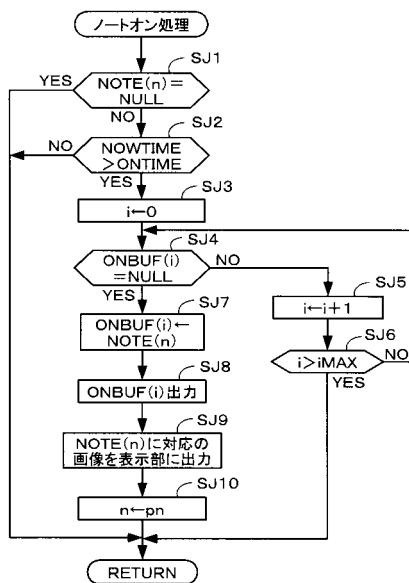 ノートオン処理
SJ1
YES
NOTE(n)=
NULL
NO
SJ2
NO
NOWTIME
>ONTIME
YES
SJ3
i←0
SJ4
ONBUF(i)
=NULL
NO
YES
SJ5
i←i+1
SJ7
ONBUF(i)←
NOTE(n)
SJ6
i>iMAX
NO
YES
SJ8
ONBUF(i)出力
SJ9
NOTE(n)に対応の
画像を表示部に出力
SJ10
n←pn
RETURN